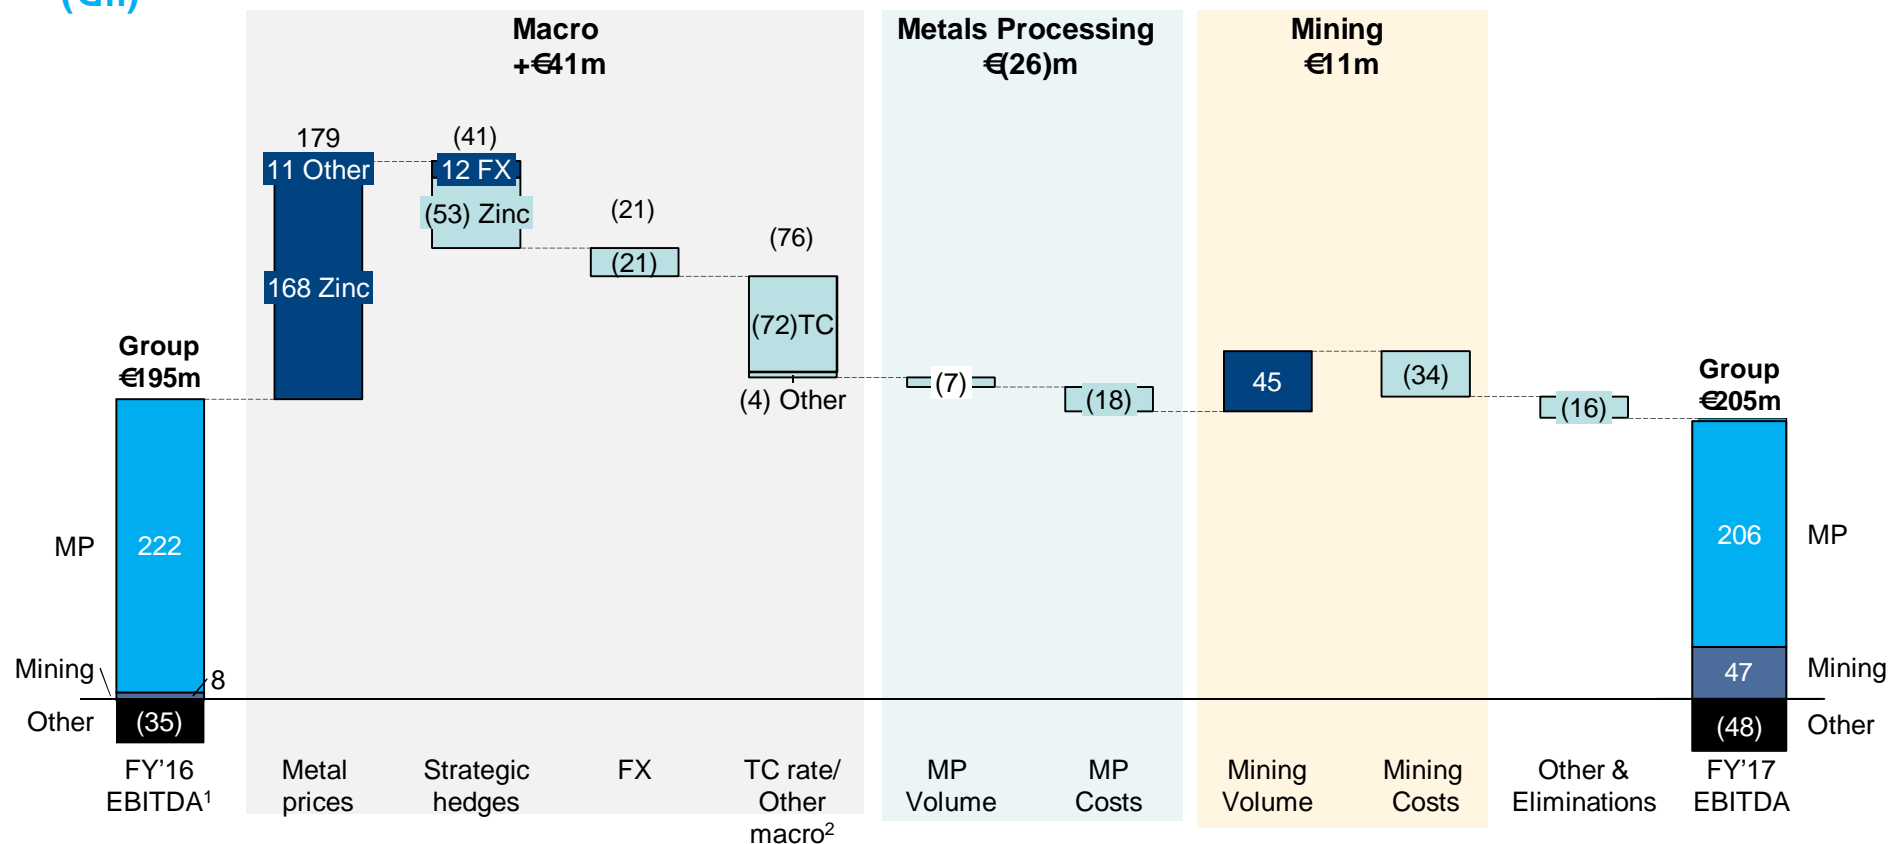 Macro
+€41m
Metals Processing
€(26)m
Mining
€11m
179
11 Other
168 Zinc
(41)
12 FX
(53) Zinc
(21)
(21)
(76)
(72)TC
(4) Other
(7)
(18)
45
(34)
(16)
Group
€195m
222
8
(35)
MP
Mining
Other
Group
€205m
206
47
(48)
MP
Mining
Other
FY’16
EBITDA¹
Metal
prices
Strategic
hedges
FX
TC rate/
Other
macro²
MP
Volume
MP
Costs
Mining
Volume
Mining
Costs
Other &
Eliminations
FY’17
EBITDA